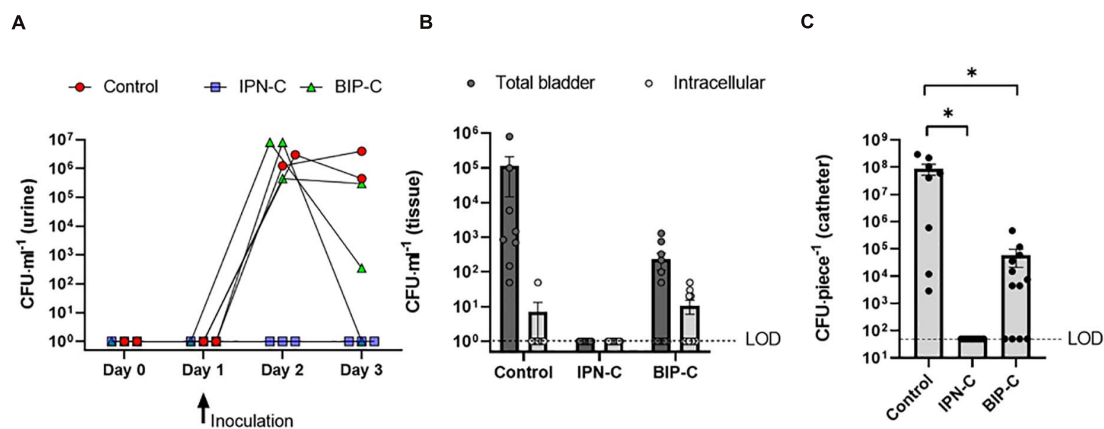 A
Control IPN-C BIP-C
CFU·ml⁻¹ (urine)
10⁷
10⁶
10⁵
10⁴
10³
10²
10¹
10⁰
Day 0 Day 1 Day 2 Day 3
Inoculation
B
Total bladder Intracellular
CFU·ml⁻¹ (tissue)
10⁶
10⁵
10⁴
10³
10²
10¹
10⁰
LOD
Control IPN-C BIP-C
C
*
*
CFU·piece⁻¹ (catheter)
10⁹
10⁸
10⁷
10⁶
10⁵
10⁴
10³
10²
10¹
LOD
Control IPN-C BIP-C